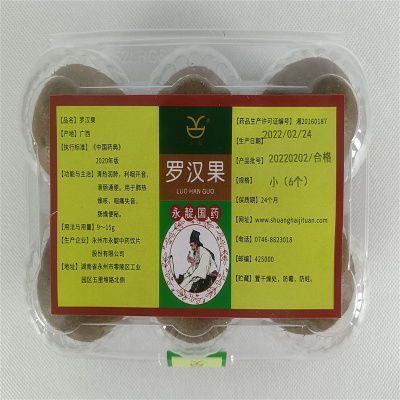 【品名】罗汉果
【产地】广西
【执行标准】《中国药典》
2020年版
【功能与主治】清热润肺，利咽开音，
滑肠通便。用于肺热
燥咳，咽痛失音，
肠燥便秘。
【用法与用量】9～15g
【生产企业】永州市永靛中药饮片
股份有限公司
【地址】湖南省永州市零陵区工业
园区五里堆路北侧
罗汉果
LUO HAN GUO
永靛国药
【药品生产许可证编号】湘20160187
【生产日期】2022/02/24
【产品批号】20220202/合格
【规格】小（6个）
【保质期】24个月
【网址】www.shuanghaijituan.com
【电话】0746-8823018
【邮编】425000
【贮藏】置干燥处，防霉，防蛀。